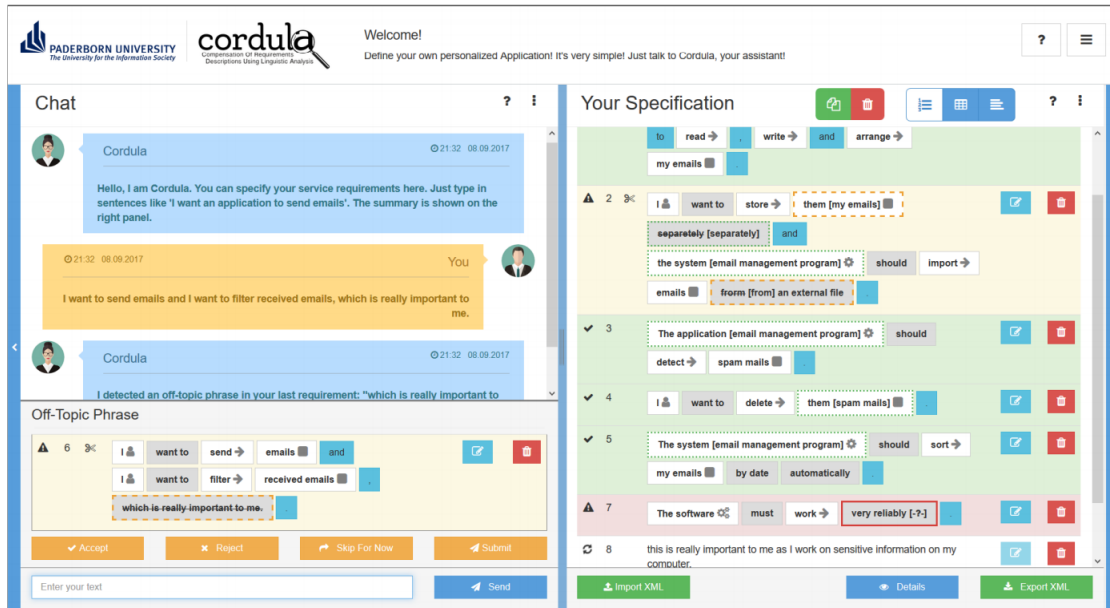 PADERBORN UNIVERSITY
The University for the Information Society
cordula
Compensation Of Requirements
Descriptions Using Linguistic Analysis
Welcome!
Define your own personalized Application! It's very simple! Just talk to Cordula, your assistant!
?
Chat
?
Cordula
21:32 08.09.2017
Hello, I am Cordula. You can specify your service requirements here. Just type in
sentences like 'I want an application to send emails'. The summary is shown on the
right panel.
21:32 08.09.2017
You
I want to send emails and I want to filter received emails, which is really important to
me.
Cordula
21:32 08.09.2017
I detected an off-topic phrase in your last requirement: "which is really important to
Off-Topic Phrase
6 I want to send emails and
I want to filter received emails ,
which is really important to me. .
Accept Reject Skip For Now Submit
Enter your text
Send
Your Specification
?
to read , write and arrange
my emails .
2 I want to store them [my emails]
separetely [separately] and
the system [email management program] should import
emails form [from] an external file .
3 The application [email management program] should
detect spam mails .
4 I want to delete them [spam mails] .
5 The system [email management program] should sort
my emails by date automatically .
7 The software must work very reliably [-?-] .
8 this is really important to me as I work on sensitive information on my
computer.
Import XML Details Export XML